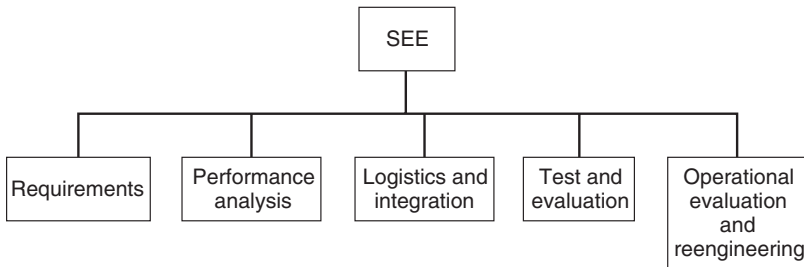 SEE
Requirements
Performance
analysis
Logistics and
integration
Test and
evaluation
Operational
evaluation
and
reengineering